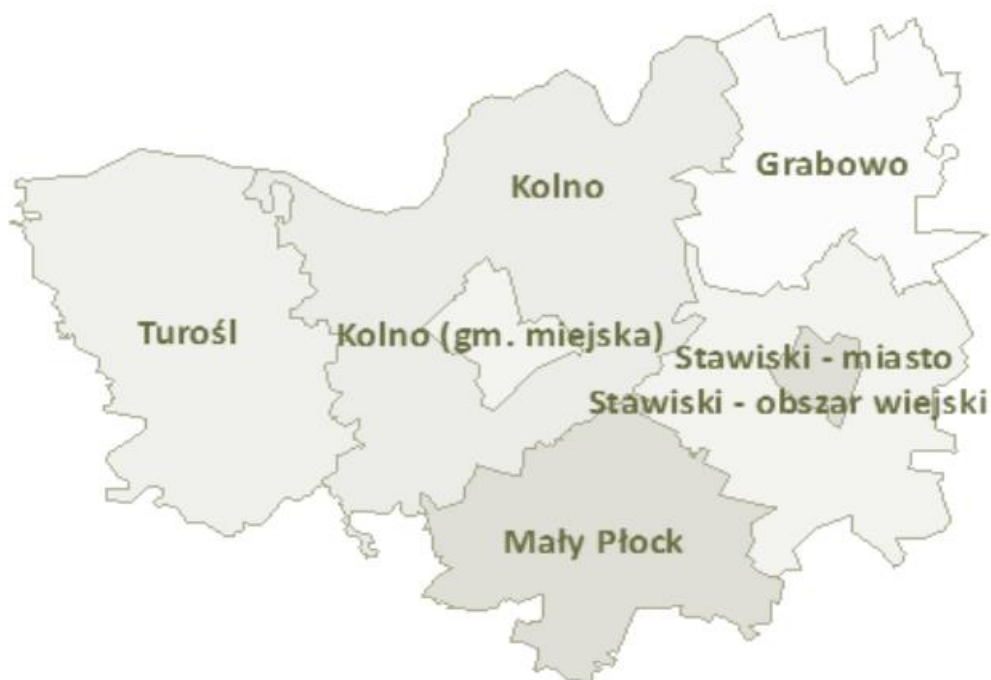 Grabowo
Kolno
Turośl
Kolno (gm. miejska)
Stawiski - miasto
Stawiski - obszar wiejski
Mały Płock